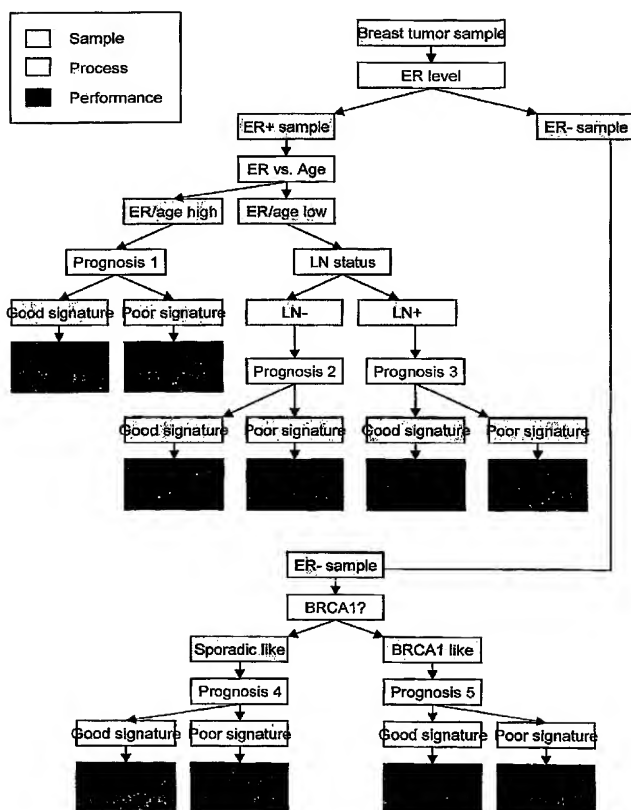 Sample
Process
Performance
Breast tumor sample
ER level
ER+ sample
ER- sample
ER vs. Age
ER/age high
ER/age low
Prognosis 1
LN status
Good signature
Poor signature
LN-
LN+
Prognosis 2
Prognosis 3
Good signature
Poor signature
Good signature
Poor signature
ER- sample
BRCA1?
Sporadic like
BRCA1 like
Prognosis 4
Prognosis 5
Good signature
Poor signature
Good signature
Poor signature